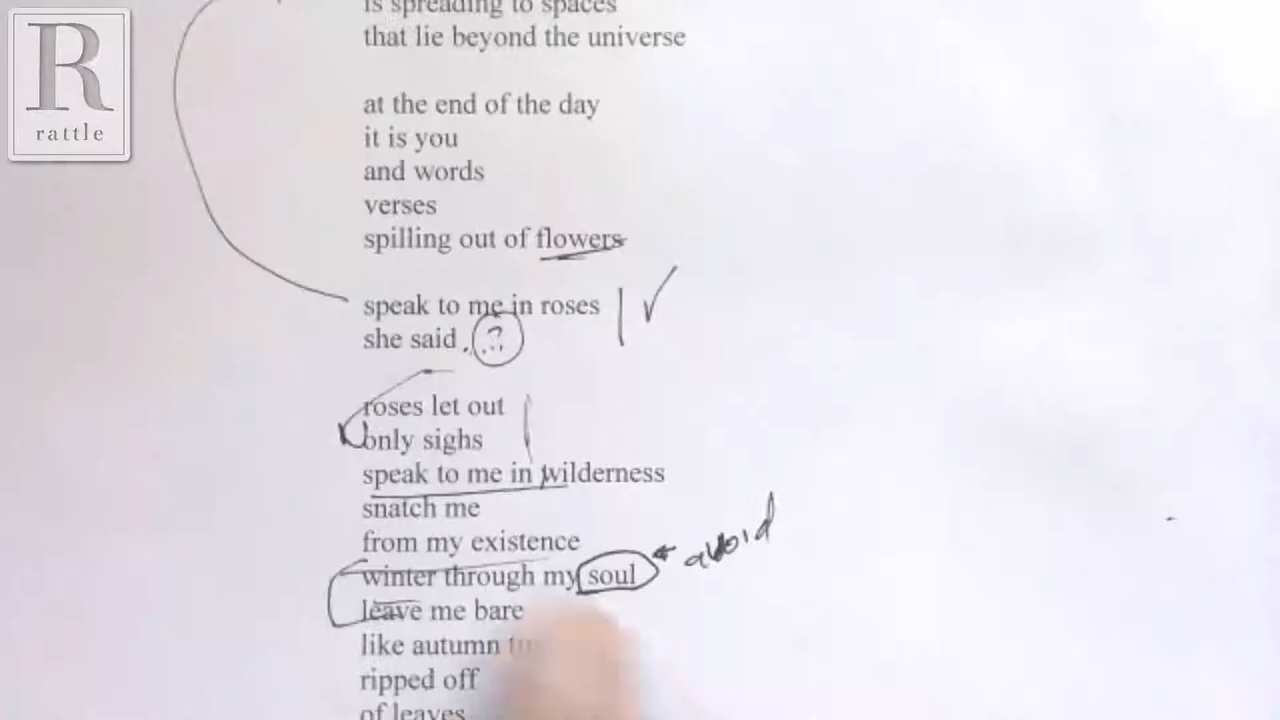 R
rattle
is spreading to spaces
that lie beyond the universe
at the end of the day
it is you
and words
verses
spilling out of flowers
speak to me in roses
she said . ?
roses let out
only sighs
speak to me in wilderness
snatch me
from my existence
winter through my soul avoid
leave me bare
like autumn
ripped off
of leaves